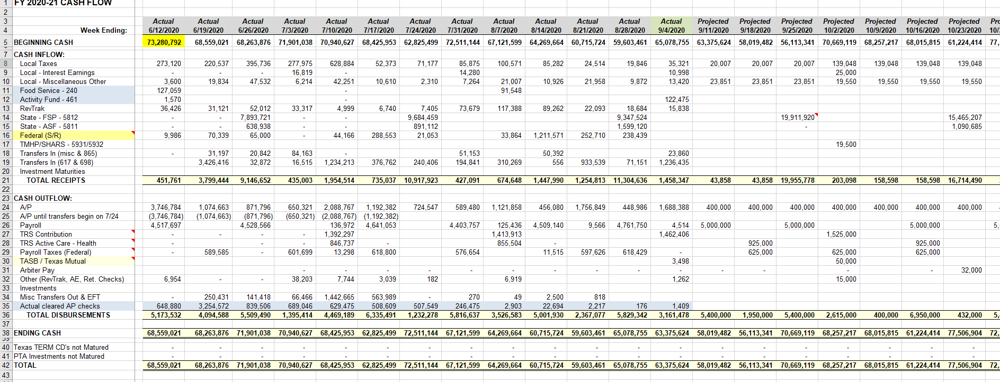 1 FY 2020-21 CASH FLOW
2
3 Actual Actual Actual Actual Actual Actual Actual Actual Actual Actual Actual Actual Actual Projected Projected Projected Projected Projected Projected Projected
4 Week Ending: 6/12/2020 6/19/2020 6/26/2020 7/3/2020 7/10/2020 7/17/2020 7/24/2020 7/31/2020 8/7/2020 8/14/2020 8/21/2020 8/28/2020 9/4/2020 9/11/2020 9/18/2020 9/25/2020 10/2/2020 10/9/2020 10/16/2020 10/23/2020
5 BEGINNING CASH 73,280,792 68,559,021 68,263,876 71,901,038 70,940,627 68,425,953 62,825,499 72,511,144 67,121,599 64,269,664 60,715,724 59,603,461 65,078,755 63,375,624 58,019,482 56,113,341 70,669,119 68,257,217 68,015,815 61,224,414 77,
7 CASH INFLOW:
8 Local Taxes 273,120 220,537 395,736 277,975 628,884 52,373 71,177 85,875 100,571 85,282 24,514 19,846 35,321 20,007 20,007 20,007 139,048 139,048 139,048 139,048
9 Local - Interest Earnings - - - 16,819 - 14,280 10,998 25,000
10 Local - Miscellaneous Other 3,600 19,834 47,532 6,214 42,251 10,610 2,310 7,264 21,007 10,926 21,958 9,872 13,420 23,851 23,851 23,851 19,550 19,550 19,550 19,550
11 Food Service - 240 127,059 - 91,548
12 Activity Fund - 461 1,570 - 122,475
13 RevTrak 36,426 31,121 52,012 33,317 4,999 6,740 7,405 73,679 117,388 89,262 22,093 18,684 15,838
14 State - FSP - 5812 - - 7,893,721 - - 9,684,459 9,347,524 19,911,920 15,465,207
15 State - ASF - 5811 - - 638,938 - - 891,112 1,599,120 - 1,090,685
16 Federal (S/R) 9,986 70,339 65,000 - 44,166 288,553 21,053 33,864 1,211,571 252,710 238,439
17 TMHP/SHARS - 5931/5932 19,500
18 Transfers In (misc & 865) - 31,197 20,842 84,163 - 51,153 50,392 23,860
19 Transfers In (617 & 698) 3,426,416 32,872 16,515 1,234,213 376,762 240,406 194,841 310,269 556 933,539 71,151 1,236,435
20 Investment Maturities
21 TOTAL RECEIPTS 451,761 3,799,444 9,146,652 435,003 1,954,514 735,037 10,917,923 427,091 674,648 1,447,990 1,254,813 11,304,636 1,458,347 43,858 43,858 19,955,778 203,098 158,598 158,598 16,714,490
22
23 CASH OUTFLOW:
24 A/P 3,746,784 1,074,663 871,796 650,321 2,088,767 1,192,382 724,547 589,480 1,121,858 456,080 1,756,849 448,986 1,688,388 400,000 400,000 400,000 400,000 400,000 400,000 400,000
25 A/P until transfers begin on 7/24 (3,746,784) (1,074,663) (871,796) (650,321) (2,088,767) (1,192,382)
26 Payroll 4,517,697 4,528,566 136,972 4,641,053 4,403,757 125,436 4,509,140 9,566 4,761,750 4,514 5,000,000 5,000,000 5,000,000 5,
27 TRS Contribution - - - - 1,392,297 1,413,913 1,462,406 1,525,000
28 TRS Active Care - Health - - - 846,737 - 855,504 - 925,000 925,000
29 Payroll Taxes (Federal) - 589,585 - 601,699 13,298 618,800 576,654 11,515 597,626 618,429 - 625,000 625,000 625,000
30 TASB / Texas Mutual 3,498 50,000
31 Arbiter Pay - - - - - - - - - - - - - - 32,000
32 Other (RevTrak, AE, Ret. Checks) 6,954 - - 38,203 7,744 3,039 182 6,919 1,262 15,000
33 Investments
34 Misc Transfers Out & EFT - 250,431 141,418 66,466 1,442,665 563,989 - 270 49 2,500 818
35 Actual cleared AP checks 648,880 3,254,572 839,506 689,046 629,475 508,609 507,549 246,475 2,903 22,694 2,217 176 1,409
36 TOTAL DISBURSEMENTS 5,173,532 4,094,588 5,509,490 1,395,414 4,469,189 6,335,491 1,232,278 5,816,637 3,526,583 5,001,930 2,367,077 5,829,342 3,161,478 5,400,000 1,950,000 5,400,000 2,615,000 400,000 6,950,000 432,000 5,
37
38 ENDING CASH 68,559,021 68,263,876 71,901,038 70,940,627 68,425,953 62,825,499 72,511,144 67,121,599 64,269,664 60,715,724 59,603,461 65,078,755 63,375,624 58,019,482 56,113,341 70,669,119 68,257,217 68,015,815 61,224,414 77,506,904 72,
40 Texas TERM CD's not Matured - - - - - - - - - - - - - - - - - - - -
41 PTA Investments not Matured - - - - - - - - - - - - - - - - - - - -
42 TOTAL 68,559,021 68,263,876 71,901,038 70,940,627 68,425,953 62,825,499 72,511,144 67,121,599 64,269,664 60,715,724 59,603,461 65,078,755 63,375,624 58,019,482 56,113,341 70,669,119 68,257,217 68,015,815 61,224,414 77,506,904 72,
43